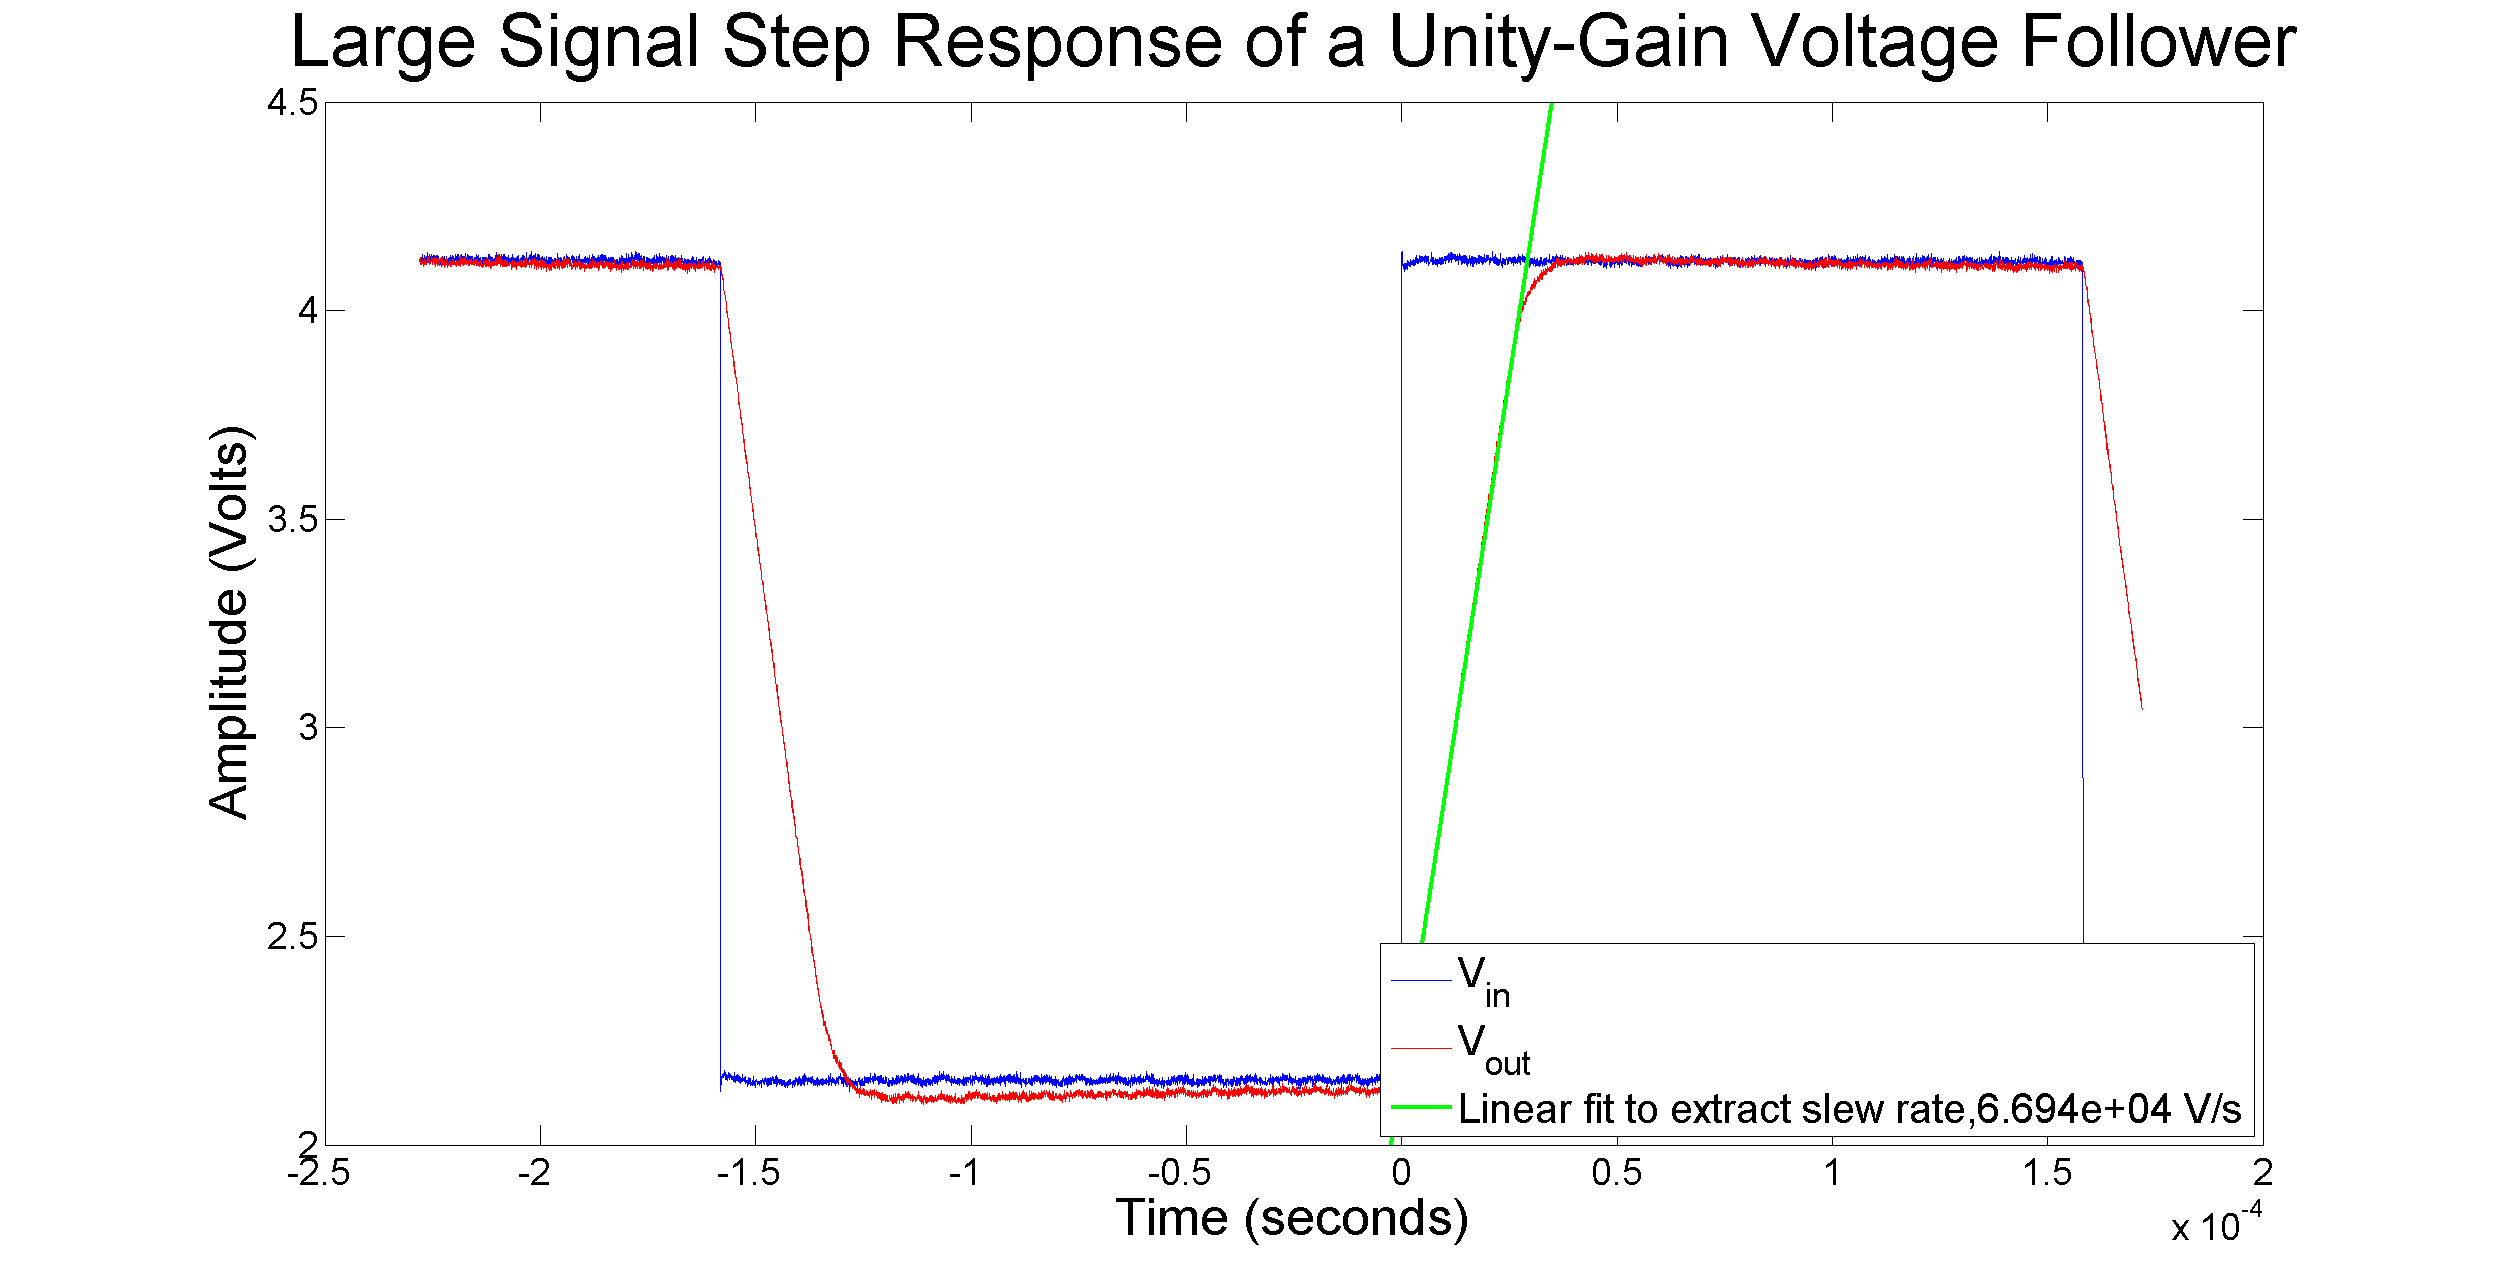 Large Signal Step Response of a Unity-Gain Voltage Follower
4.5
4
3.5
3
2.5
2
Amplitude (Volts)
V_in
V_out
Linear fit to extract slew rate,6.694e+04 V/s
-2.5 -2 -1.5 -1 -0.5 0 0.5 1 1.5 2
Time (seconds)
x 10^-4